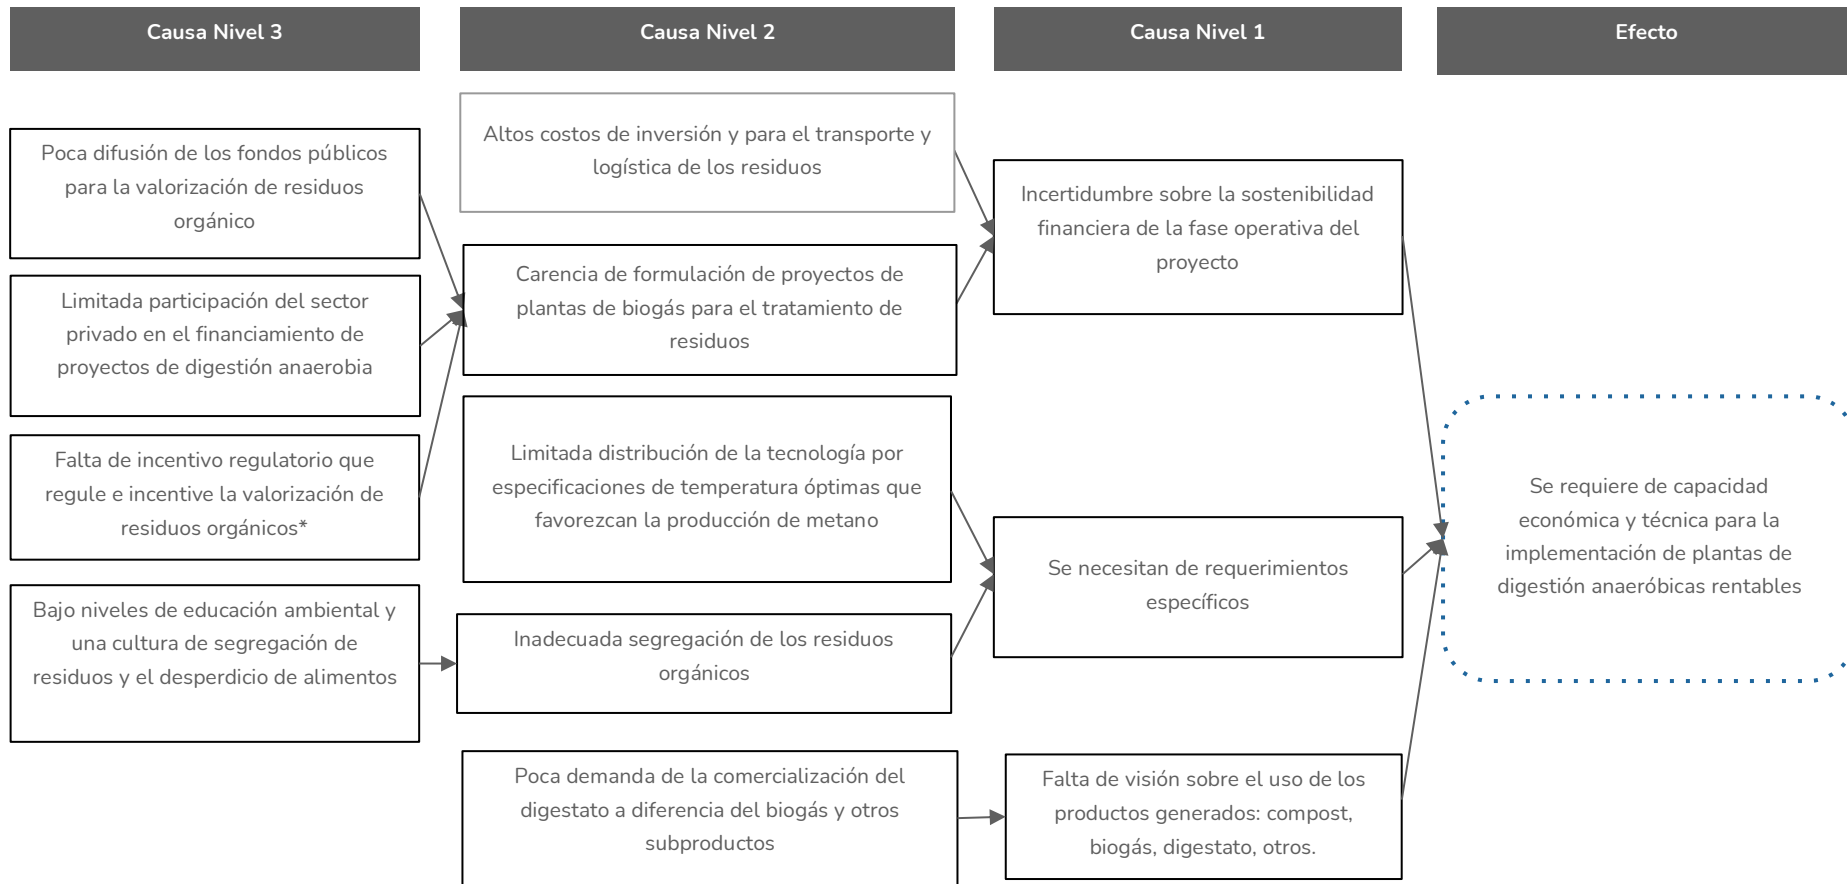 Causa Nivel 3
Causa Nivel 2
Causa Nivel 1
Efecto
Poca difusión de los fondos públicos
para la valorización de residuos
orgánico
Limitada participación del sector
privado en el financiamiento de
proyectos de digestión anaerobia
Falta de incentivo regulatorio que
regule e incentive la valorización de
residuos orgánicos*
Bajo niveles de educación ambiental y
una cultura de segregación de
residuos y el desperdicio de alimentos
Altos costos de inversión y para el transporte y
logística de los residuos
Carencia de formulación de proyectos de
plantas de biogás para el tratamiento de
residuos
Limitada distribución de la tecnología por
especificaciones de temperatura óptimas que
favorezcan la producción de metano
Inadecuada segregación de los residuos
orgánicos
Poca demanda de la comercialización del
digestato a diferencia del biogás y otros
subproductos
Incertidumbre sobre la sostenibilidad
financiera de la fase operativa del
proyecto
Se necesitan de requerimientos
específicos
Falta de visión sobre el uso de los
productos generados: compost,
biogás, digestato, otros.
Se requiere de capacidad
económica y técnica para la
implementación de plantas de
digestión anaeróbicas rentables